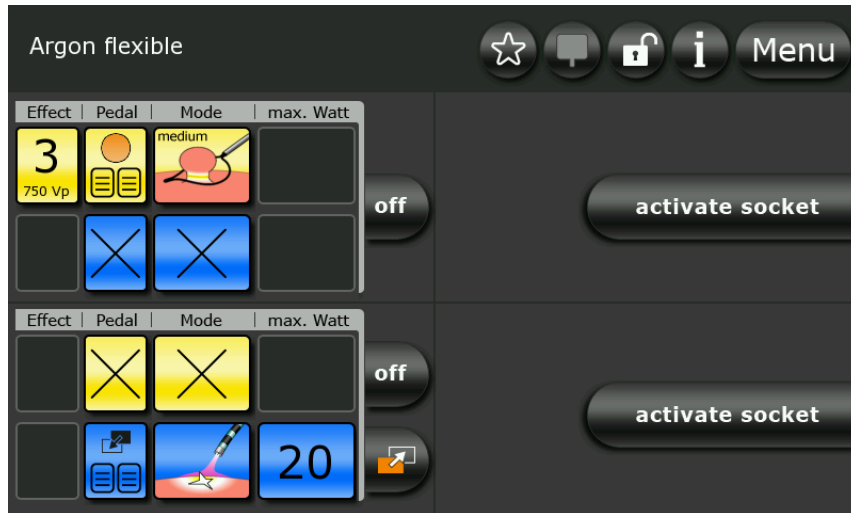 Argon flexible
i Menu
Effect | Pedal | Mode | max. Watt
medium
3
750 Vp
off
activate socket
Effect | Pedal | Mode | max. Watt
off
activate socket
20